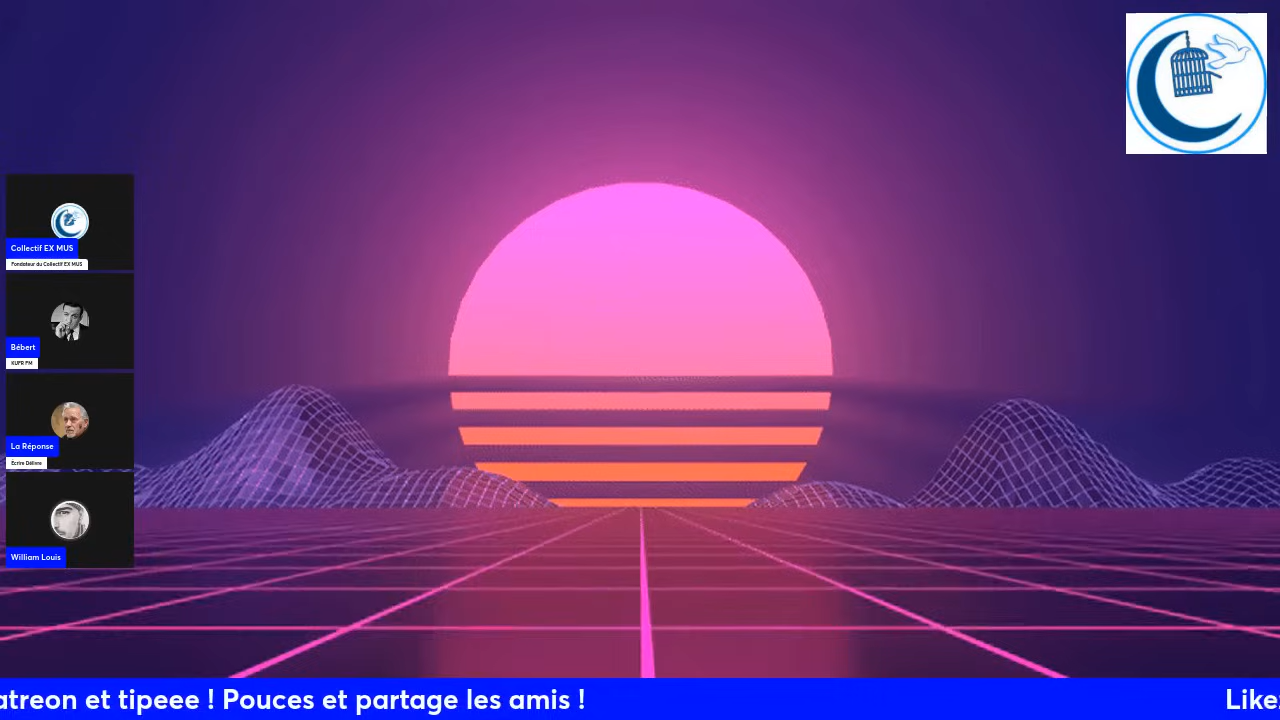 Collectif EX MUS
Fondateur du Collectif EX MUS
Bébert
KUFR FM
La Réponse
Ecrire Délivre
William Louis
atreon et tipeee ! Pouces et partage les amis !
Like